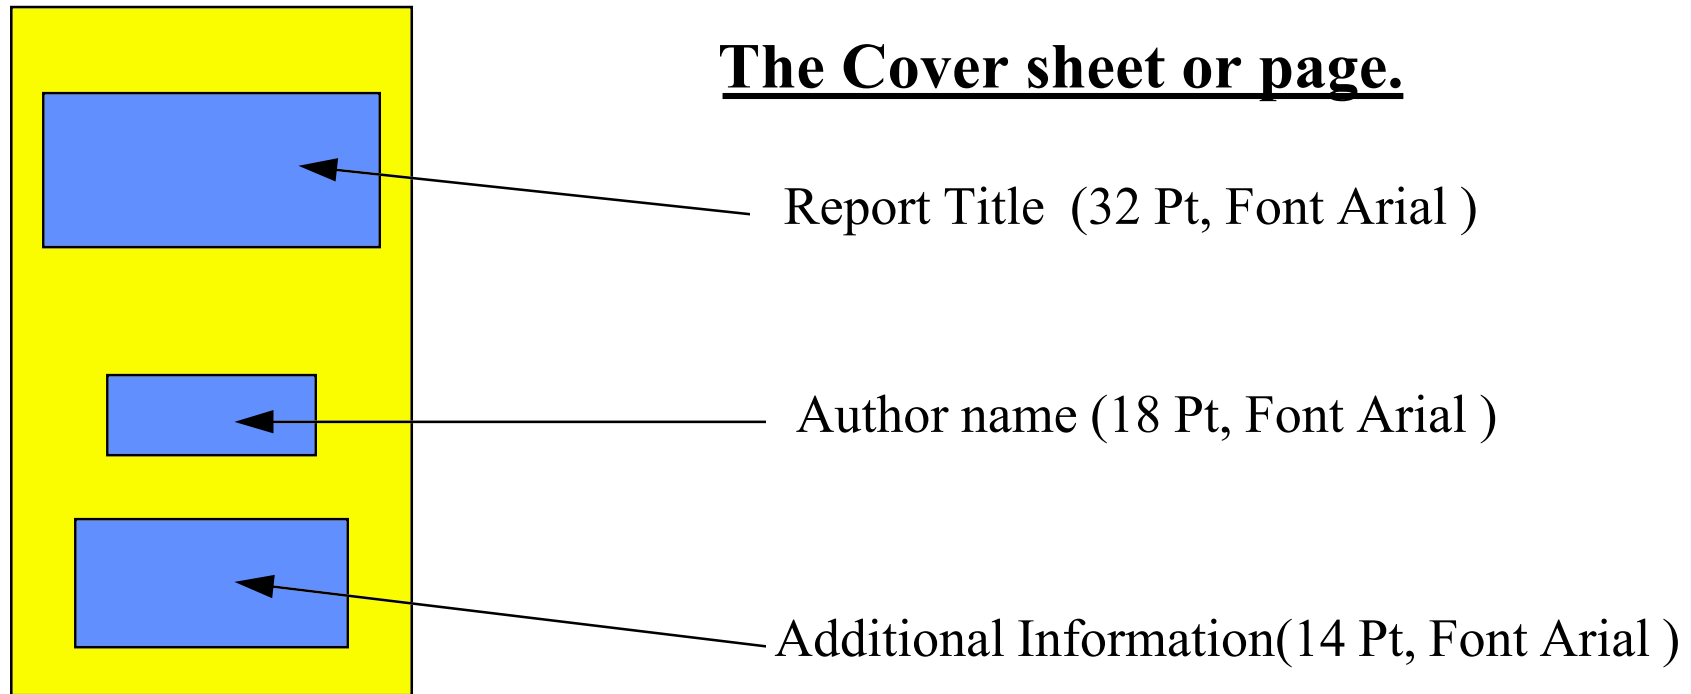 The Cover sheet or page.
Report Title (32 Pt, Font Arial )
Author name (18 Pt, Font Arial )
Additional Information(14 Pt, Font Arial )